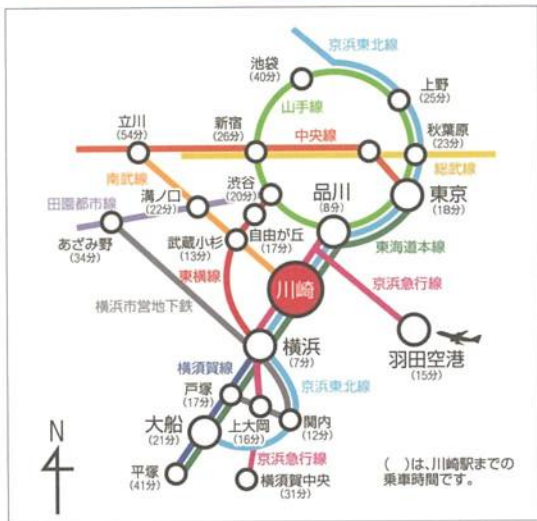 京浜東北線
池袋
(40分)
上野
(25分)
山手線
立川
(54分)
新宿
(26分)
中央線
秋葉原
(23分)
総武線
南武線
渋谷
(20分)
品川
(8分)
東京
(18分)
田園都市線
溝ノ口
(22分)
あざみ野
(34分)
武蔵小杉
(13分)
自由が丘
(17分)
東海道本線
東横線
川崎
京浜急行線
横浜市営地下鉄
横浜
(7分)
羽田空港
(15分)
横須賀線
京浜東北線
戸塚
(17分)
大船
(21分)
上大岡
(16分)
関内
(12分)
N
京浜急行線
平塚
(41分)
横須賀中央
(31分)
( )は、川崎駅までの
乗車時間です。